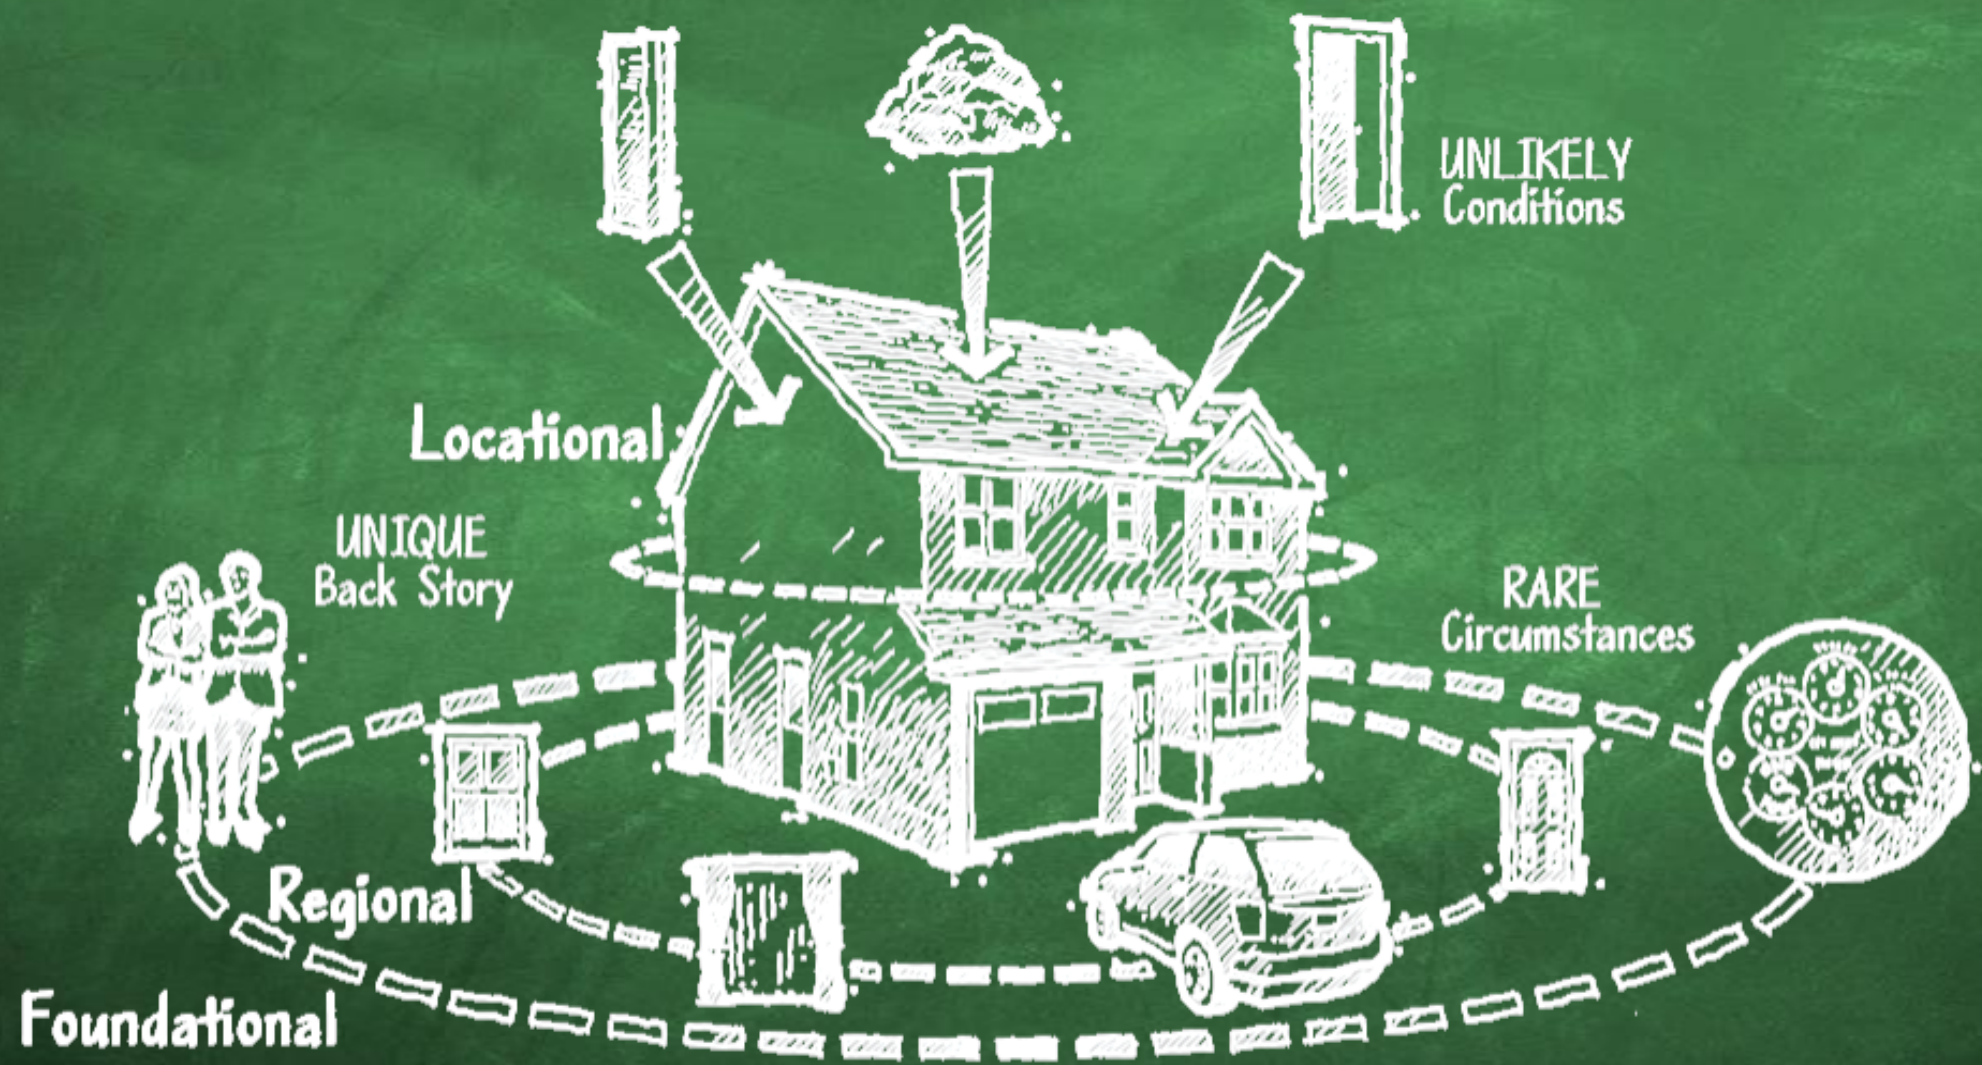 UNLIKELY
Conditions
Locational
UNIQUE
Back Story
RARE
Circumstances
Regional
Foundational